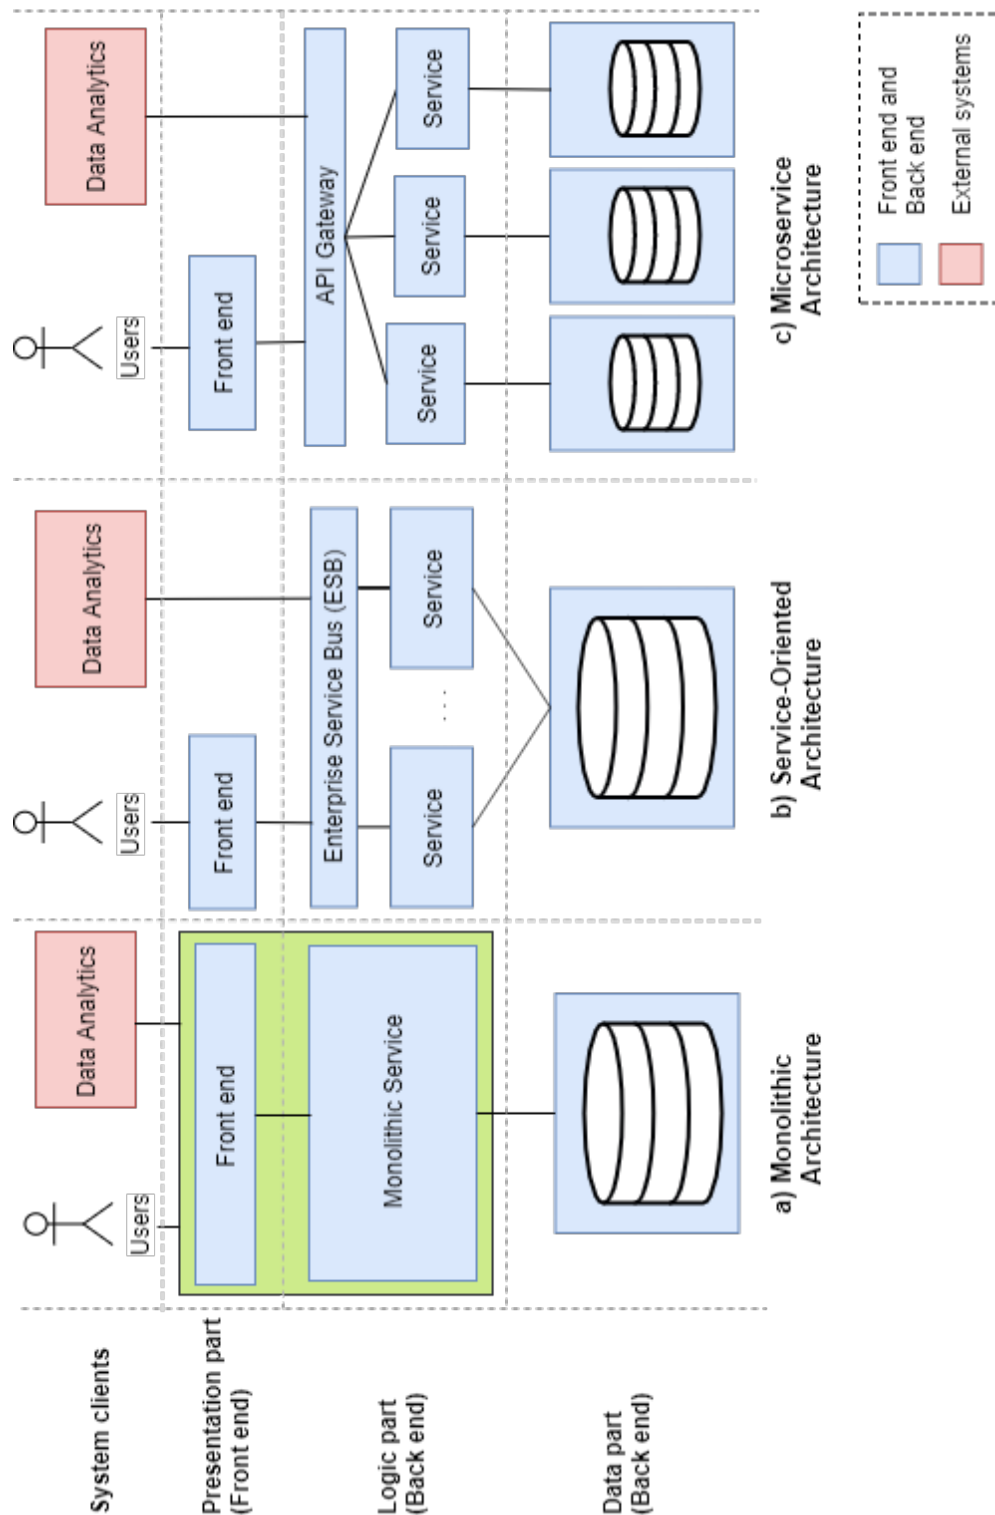 System clients
Users
Data Analytics
Users
Data Analytics
Users
Data Analytics
Presentation part
(Front end)
Front end
Front end
Front end
Logic part
(Back end)
Monolithic Service
Enterprise Service Bus (ESB)
Service
. . .
Service
API Gateway
Service
Service
Service
Data part
(Back end)
a) Monolithic
Architecture
b) Service-Oriented
Architecture
c) Microservice
Architecture
Front end and
Back end
External systems